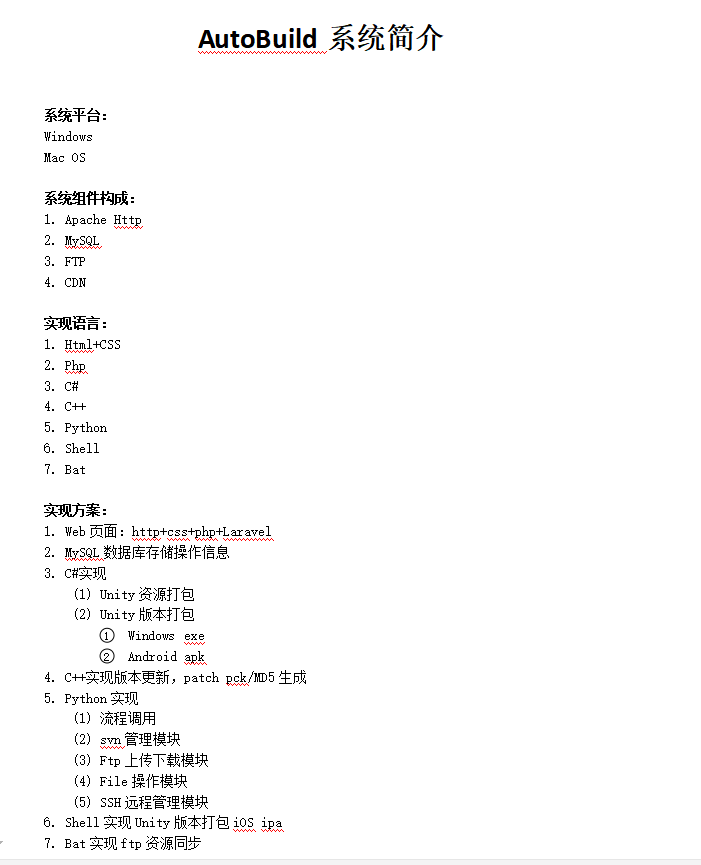 AutoBuild 系统简介
系统平台：
Windows
Mac OS
系统组件构成：
1. Apache Http
2. MySQL
3. FTP
4. CDN
实现语言：
1. Html+CSS
2. Php
3. C#
4. C++
5. Python
6. Shell
7. Bat
实现方案：
1. Web 页面：http+css+php+Laravel
2. MySQL 数据库存储操作信息
3. C#实现
(1) Unity 资源打包
(2) Unity 版本打包
① Windows exe
② Android apk
4. C++实现版本更新，patch pck/MD5 生成
5. Python 实现
(1) 流程调用
(2) svn 管理模块
(3) Ftp 上传下载模块
(4) File 操作模块
(5) SSH 远程管理模块
6. Shell 实现 Unity 版本打包 iOS ipa
7. Bat 实现 ftp 资源同步